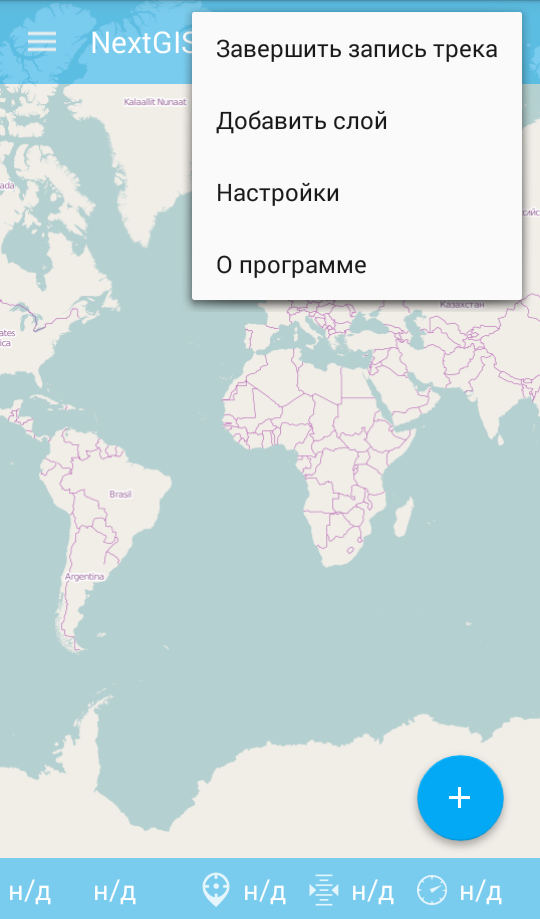 NextGIS
Завершить запись трека
Добавить слой
Настройки
О программе
Kalaallit Nunaat
Казахстан
Brasil
Argentina
н/д
н/д
н/д
н/д
н/д